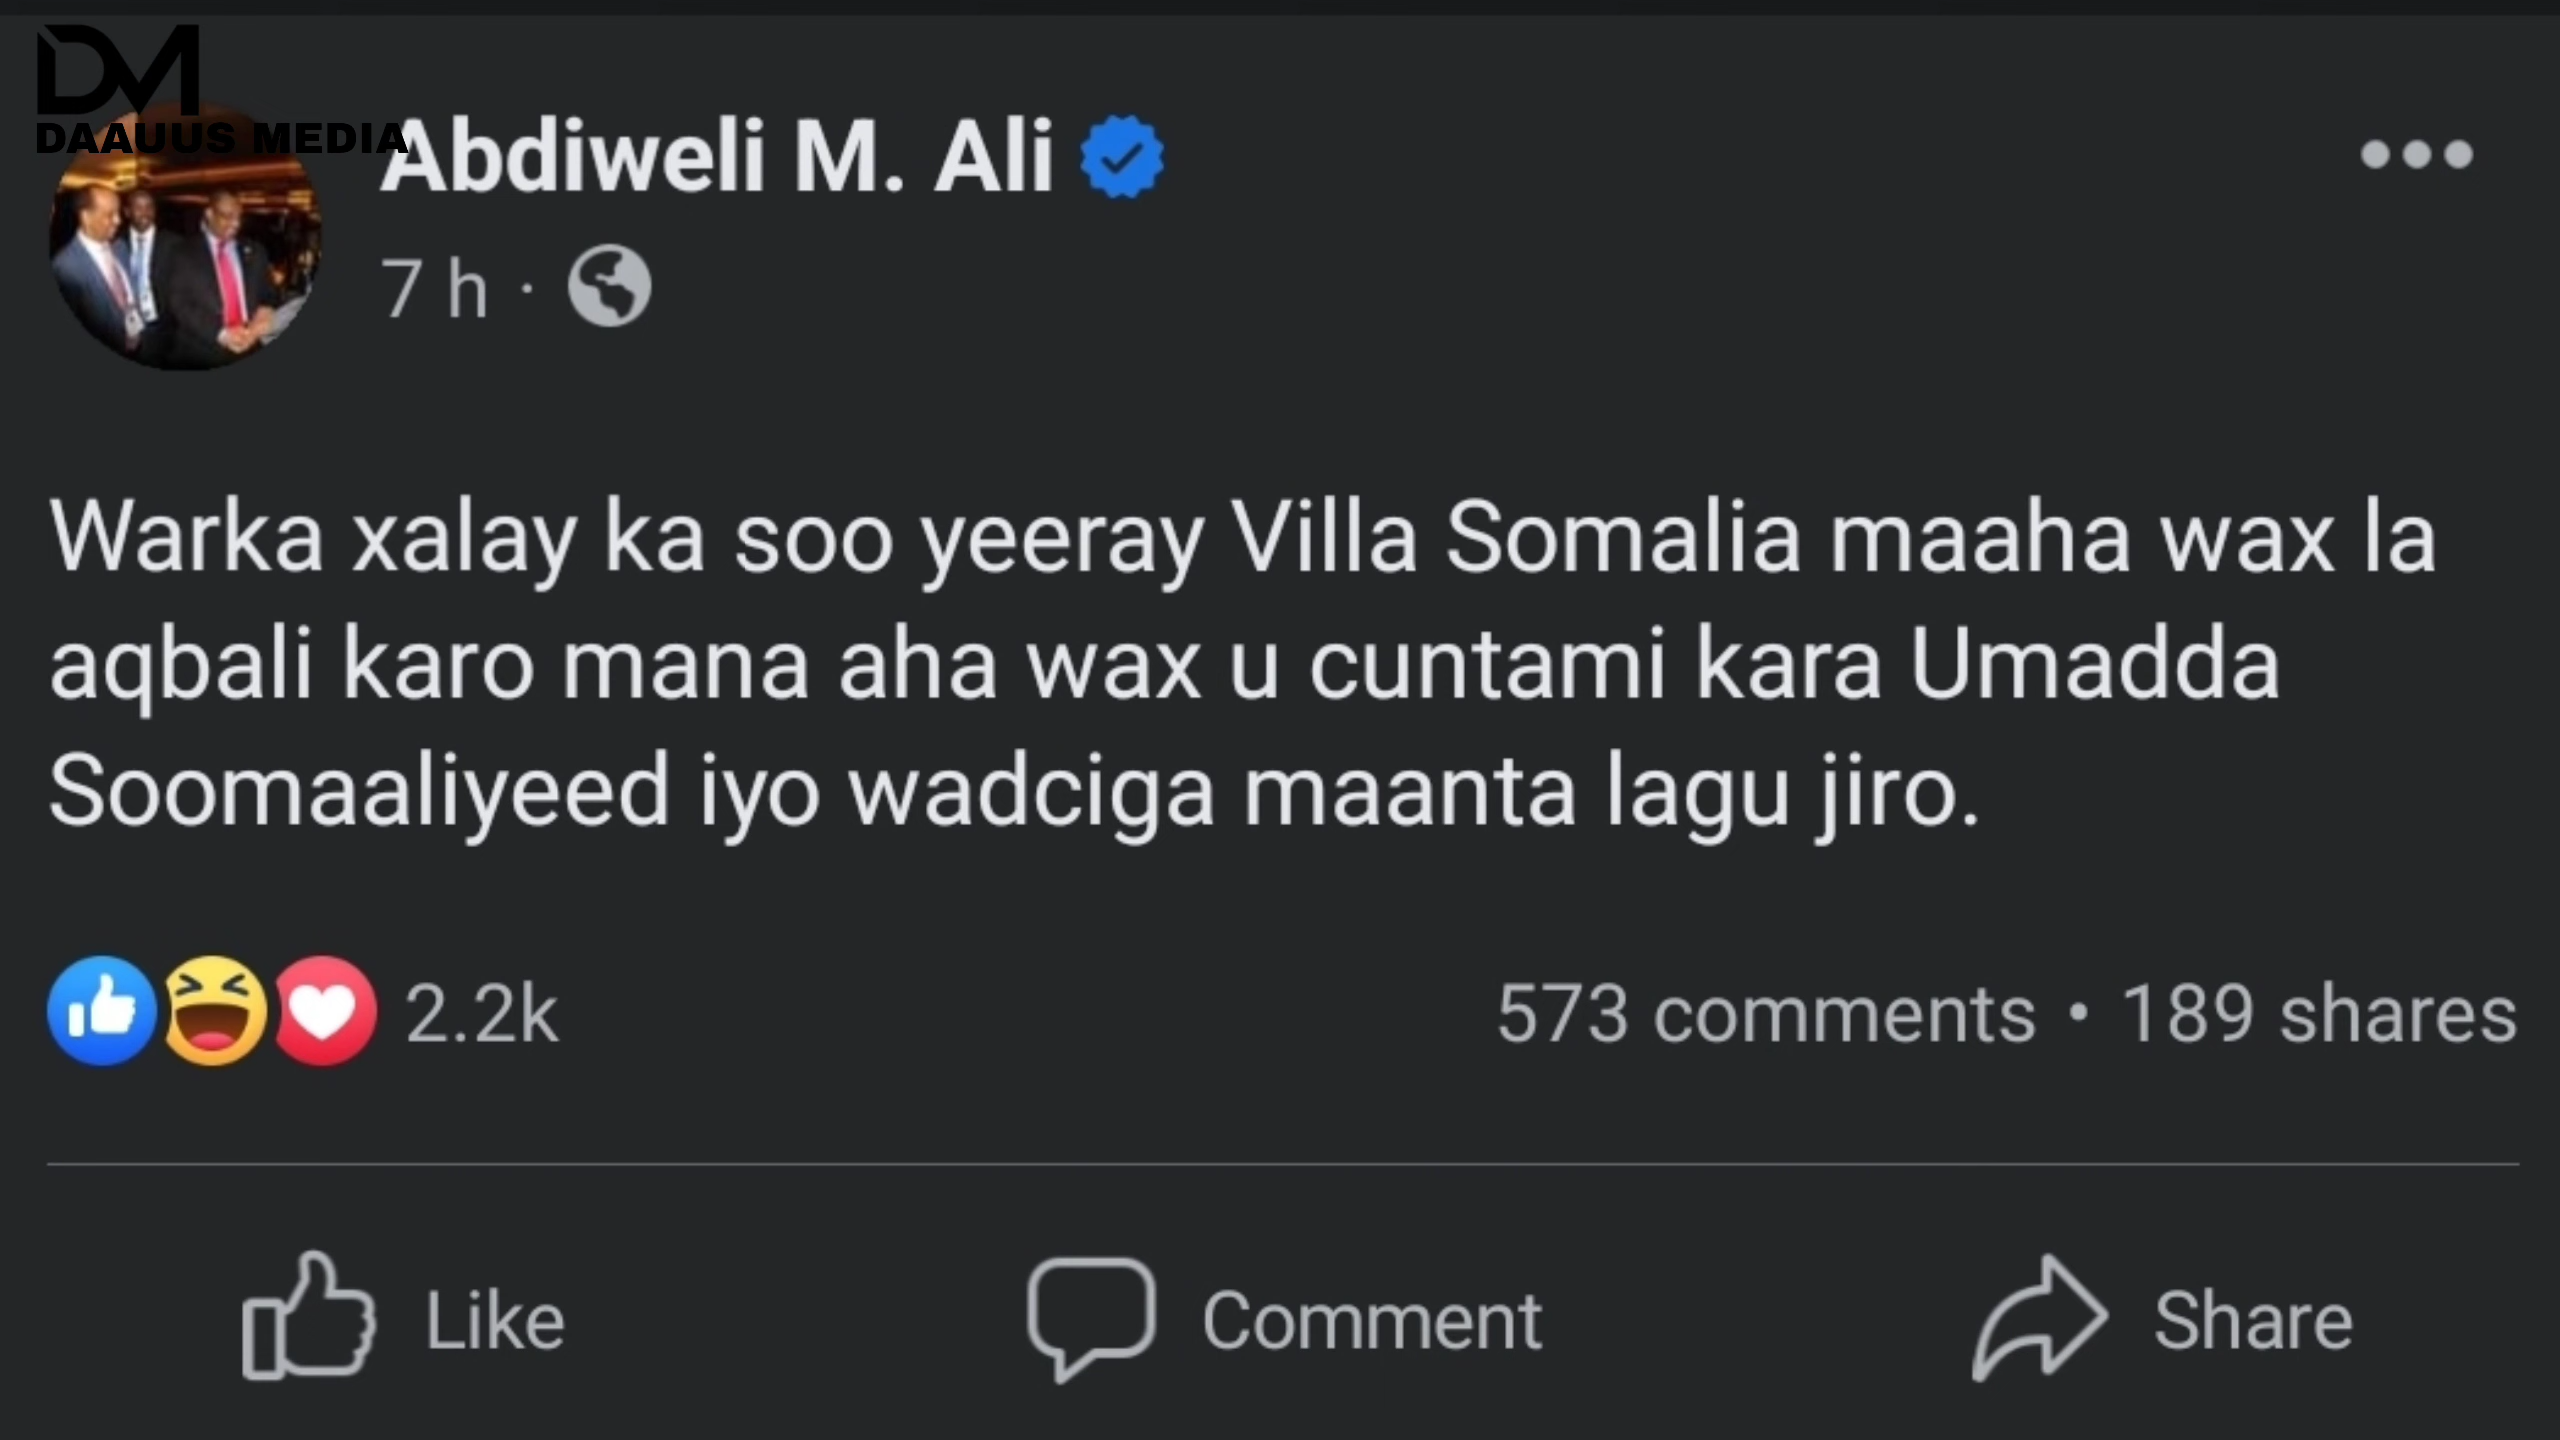 DM
DAAUUS MEDIA
Abdiweli M. Ali
7 h ·
Warka xalay ka soo yeeray Villa Somalia maaha wax la
aqbali karo mana aha wax u cuntami kara Umadda
Soomaaliyeed iyo wadciga maanta lagu jiro.
2.2k
573 comments • 189 shares
Like
Comment
Share